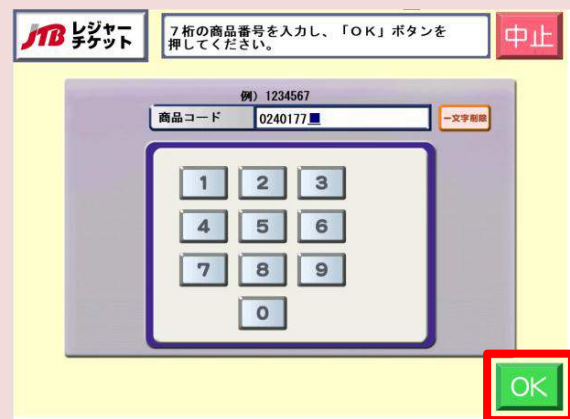 JTB レジャー
チケット
7桁の商品番号を入力し、「OK」ボタンを
押してください。
中止
例) 1234567
商品コード 0240177
一文字削除
1 2 3
4 5 6
7 8 9
0
OK